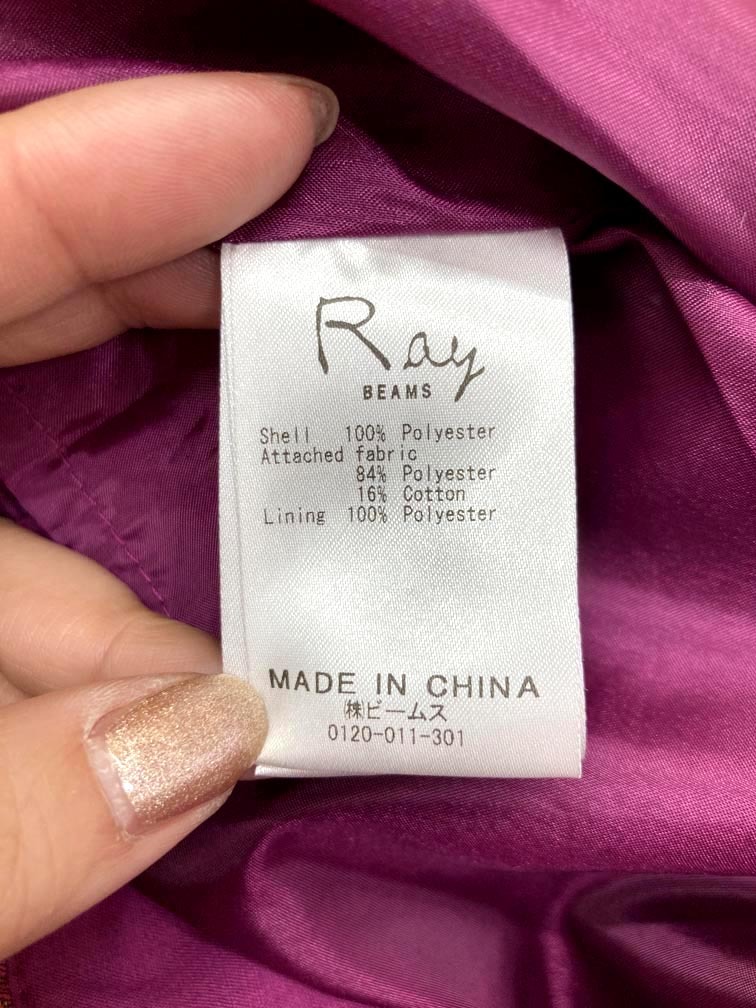 Ray
BEAMS
Shell 100% Polyester
Attached fabric
84% Polyester
16% Cotton
Lining 100% Polyester
MADE IN CHINA
㈱ビームス
0120-011-301